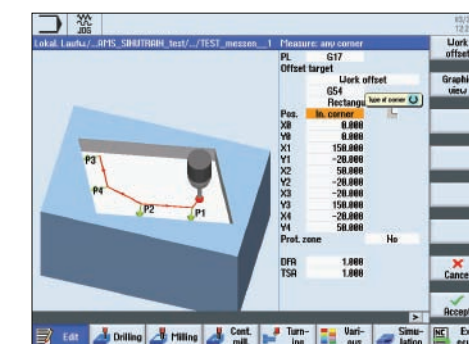 JOG
Lokal. Laufw./..AMS_SINUTRAIN_test/../TEST_messen__1
Measure: any corner
Work
offset
PL G17
Offset target
Work offset
G54
Graphic
view
Type of corner
Pos. In. corner
X0 0.000
Y0 0.000
X1 150.000
Y1 -20.000
X2 50.000
Y2 -20.000
X3 -20.000
Y3 150.000
X4 -20.000
Y4 50.000
Prot. zone No
DFA 1.000
TSA 1.000
P3
P4
P2
P1
Cancel
Accept
Edit
Drilling
Milling
Cont.
mill.
Turn-
ing
Vari-
ous
Simu-
lation
NC